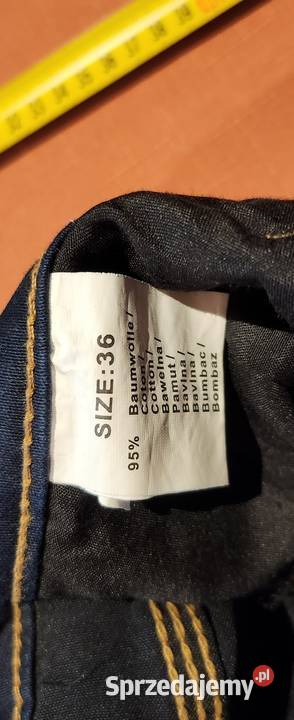 SIZE:36
95% Baumwolle /
Coton /
Cotton /
Bawełna /
Pamut /
Bavlna /
Bavlna /
Bumbac /
Bombaz
Sprzedajemy.pl